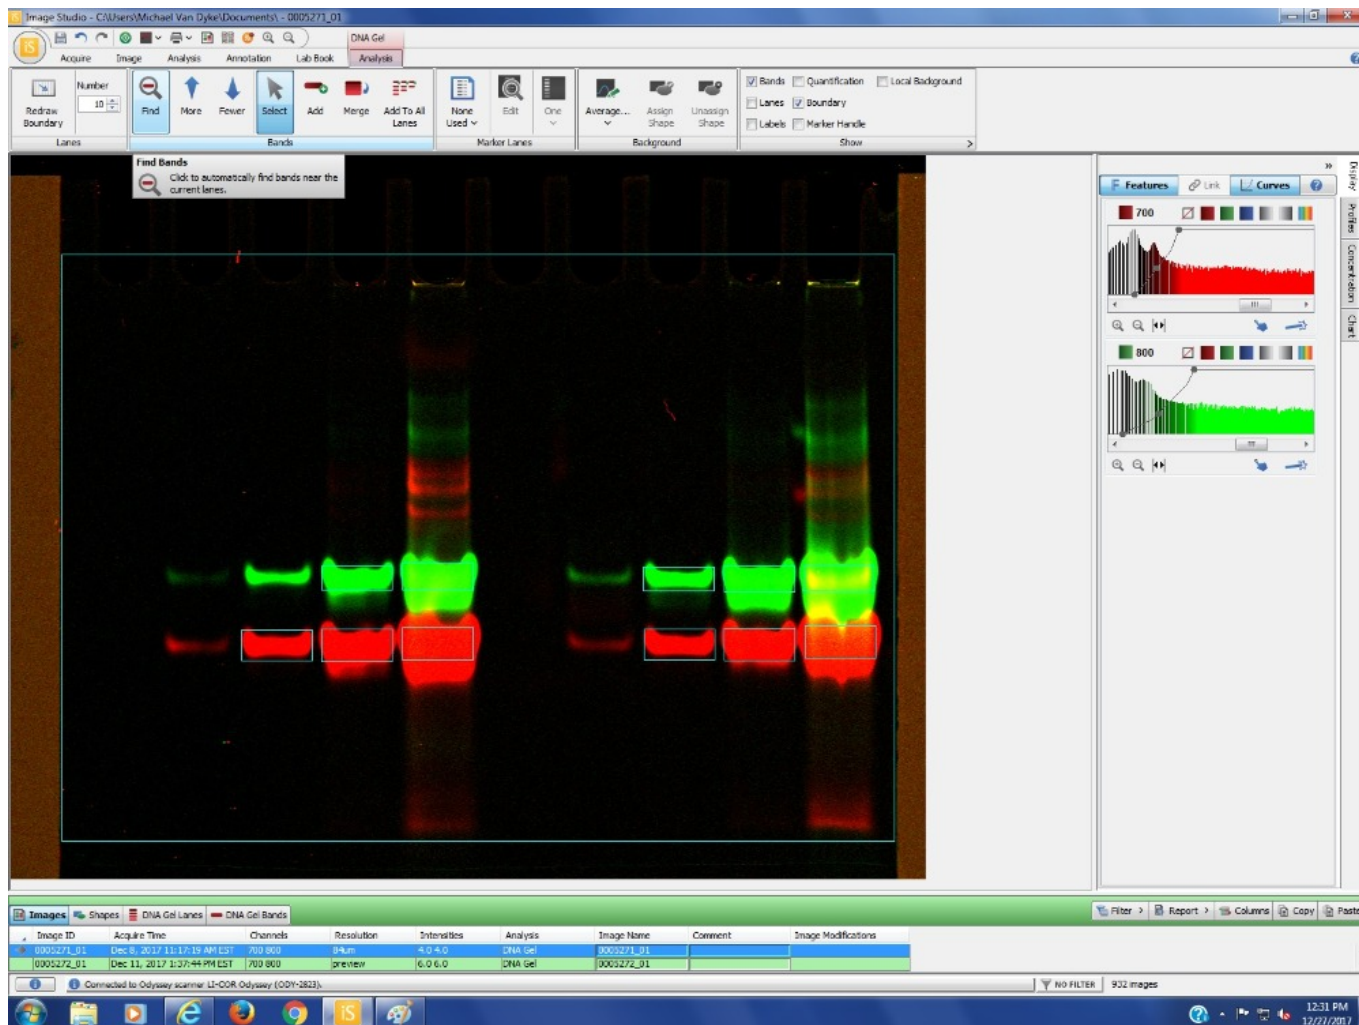 Image Studio - C:\Users\Michael Van Dyke\Documents\ - 0005271_01
DNA Gel
Acquire Image Analysis Annotation Lab Book Analysis
Redraw Boundary
Number
10
Lanes
Find More Fewer Select Add Merge Add To All Lanes
Bands
None Used Edit One
Marker Lanes
Average... Assign Shape Unassign Shape
Background
Bands Quantification Local Background
Lanes Boundary
Labels Marker Handle
Show
Find Bands
Click to automatically find bands near the
current lanes.
Features Link Curves
700
800
Display
Profiles
Concentration
Chart
Images Shapes DNA Gel Lanes DNA Gel Bands
Filter Report Columns Copy Paste
Image ID Acquire Time Channels Resolution Intensities Analysis Image Name Comment Image Modifications
0005271_01 Dec 8, 2017 11:17:19 AM EST 700 800 84um 4.0 4.0 DNA Gel 0005271_01
0005272_01 Dec 11, 2017 1:37:44 PM EST 700 800 preview 6.0 6.0 DNA Gel 0005272_01
Connected to Odyssey scanner LI-COR Odyssey (ODY-2823).
NO FILTER 932 images
12:31 PM
12/27/2017